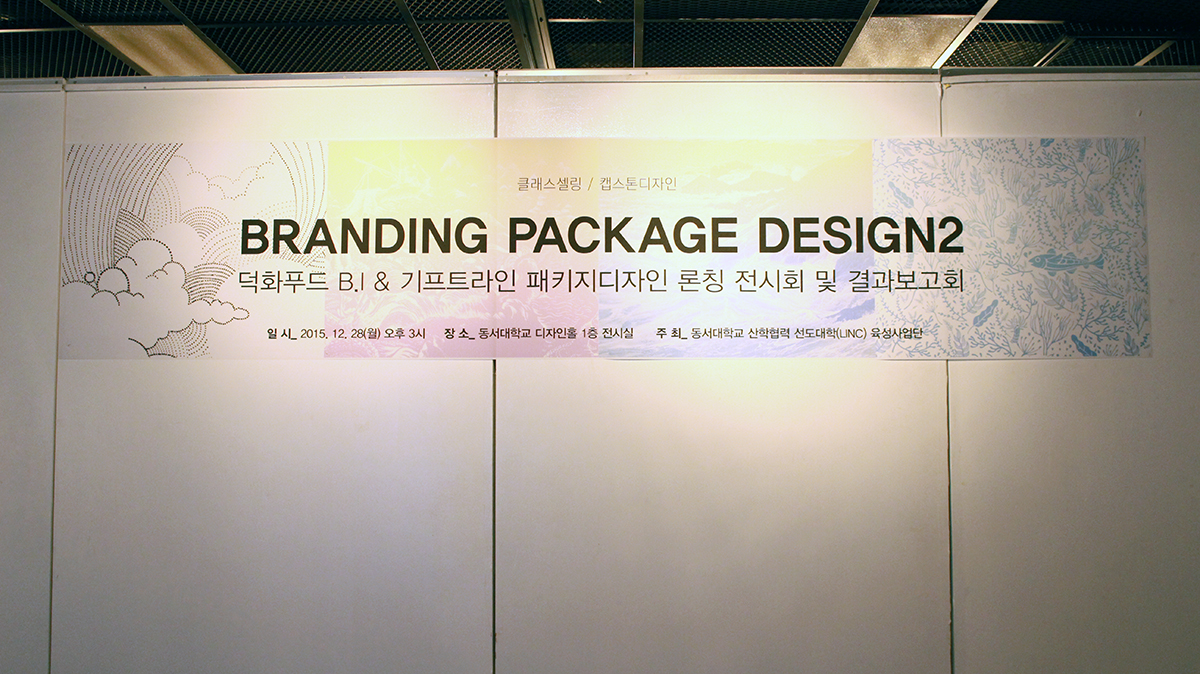 클래스셀링 / 캡스톤디자인
BRANDING PACKAGE DESIGN2
덕화푸드 B.I & 기프트라인 패키지디자인 론칭 전시회 및 결과보고회
일 시_ 2015. 12. 28(월) 오후 3시 장 소_ 동서대학교 디자인홀 1층 전시실 주 최_ 동서대학교 산학협력 선도대학(LINC) 육성사업단